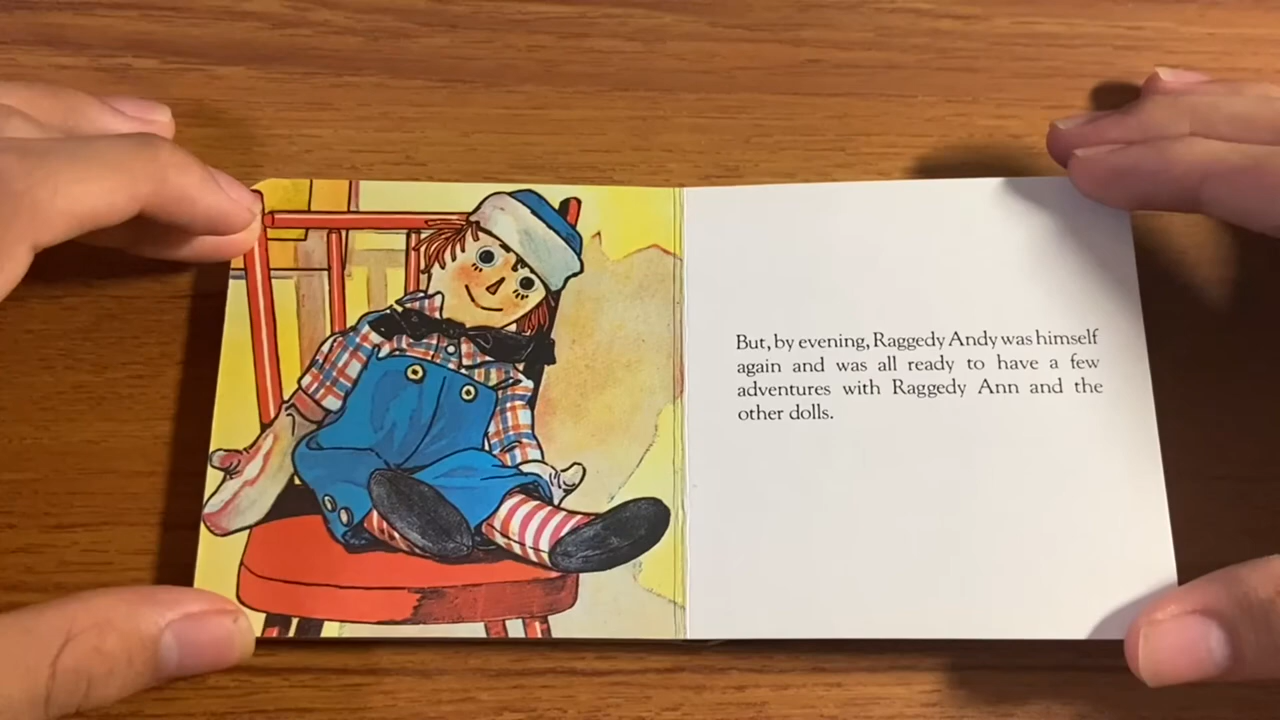 But, by evening, Raggedy Andy was himself
again and was all ready to have a few
adventures with Raggedy Ann and the
other dolls.